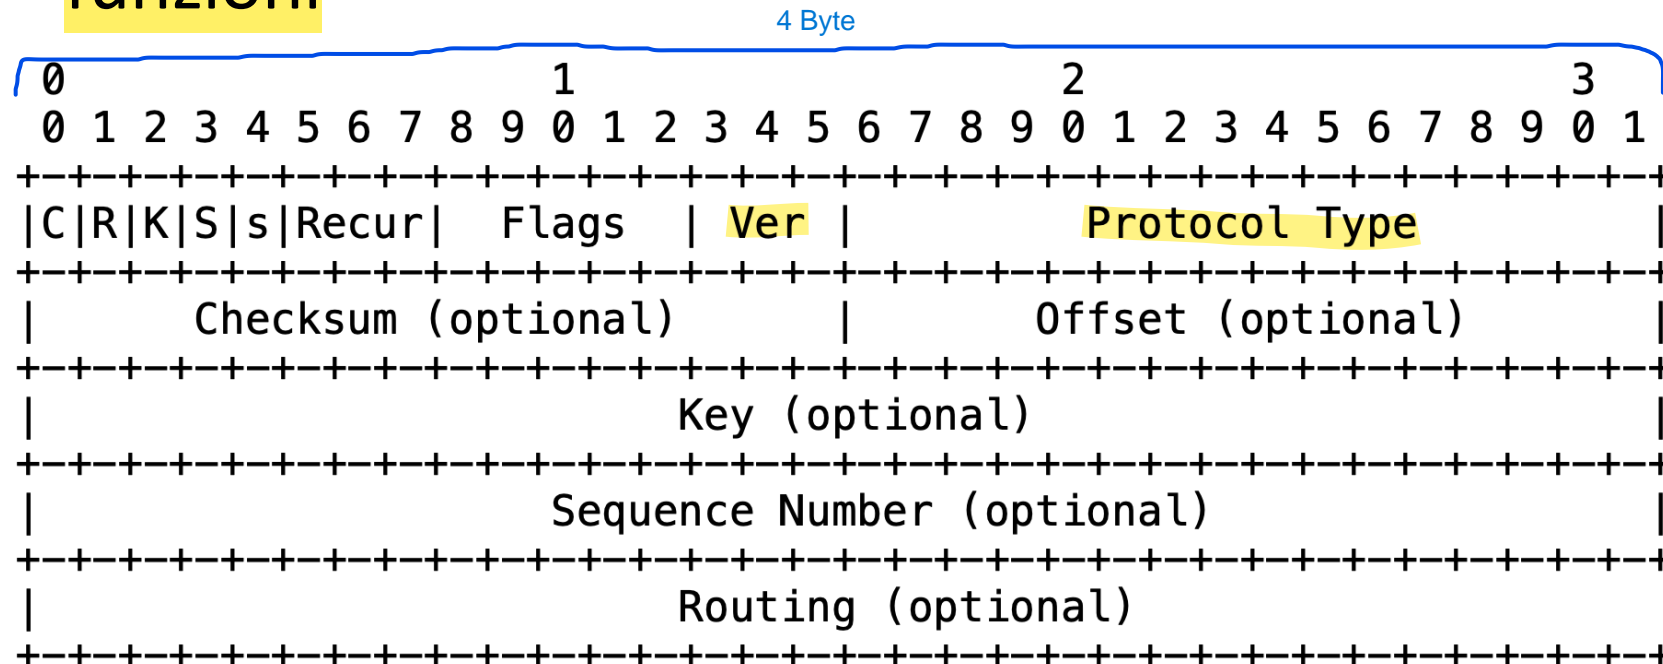 funzioni
4 Byte
0 1 2 3
0 1 2 3 4 5 6 7 8 9 0 1 2 3 4 5 6 7 8 9 0 1 2 3 4 5 6 7 8 9 0 1
+-+-+-+-+-+-+-+-+-+-+-+-+-+-+-+-+-+-+-+-+-+-+-+-+-+-+-+-+-+-+-+-+
|C|R|K|S|s|Recur| Flags | Ver | Protocol Type |
+-+-+-+-+-+-+-+-+-+-+-+-+-+-+-+-+-+-+-+-+-+-+-+-+-+-+-+-+-+-+-+-+
| Checksum (optional) | Offset (optional) |
+-+-+-+-+-+-+-+-+-+-+-+-+-+-+-+-+-+-+-+-+-+-+-+-+-+-+-+-+-+-+-+-+
| Key (optional) |
+-+-+-+-+-+-+-+-+-+-+-+-+-+-+-+-+-+-+-+-+-+-+-+-+-+-+-+-+-+-+-+-+
| Sequence Number (optional) |
+-+-+-+-+-+-+-+-+-+-+-+-+-+-+-+-+-+-+-+-+-+-+-+-+-+-+-+-+-+-+-+-+
| Routing (optional)
+-+-+-+-+-+-+-+-+-+-+-+-+-+-+-+-+-+-+-+-+-+-+-+-+-+-+-+-+-+-+-+-+